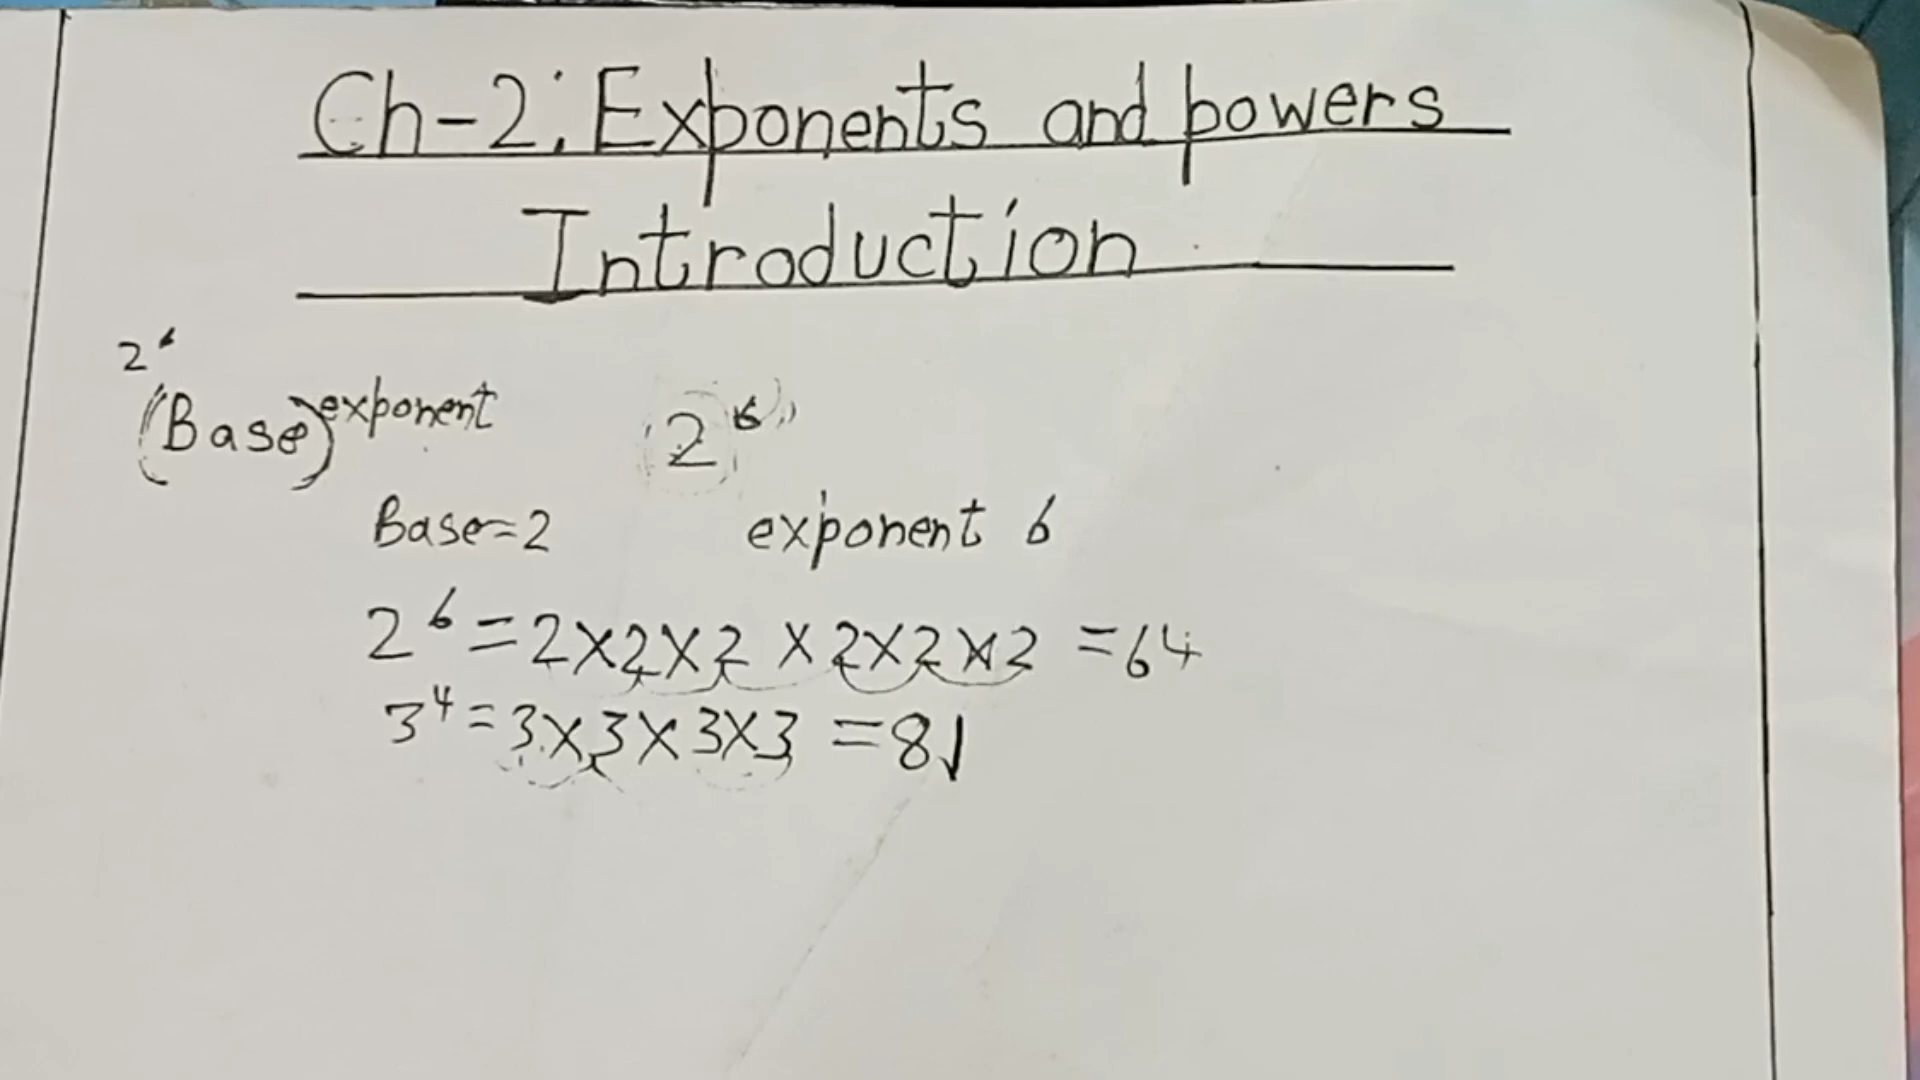 Ch-2: Exponents and powers
Introduction
2⁶
(Base)exponent 2⁶
Base=2 exponent 6
2⁶=2×2×2×2×2×2=64
3⁴=3×3×3×3=81